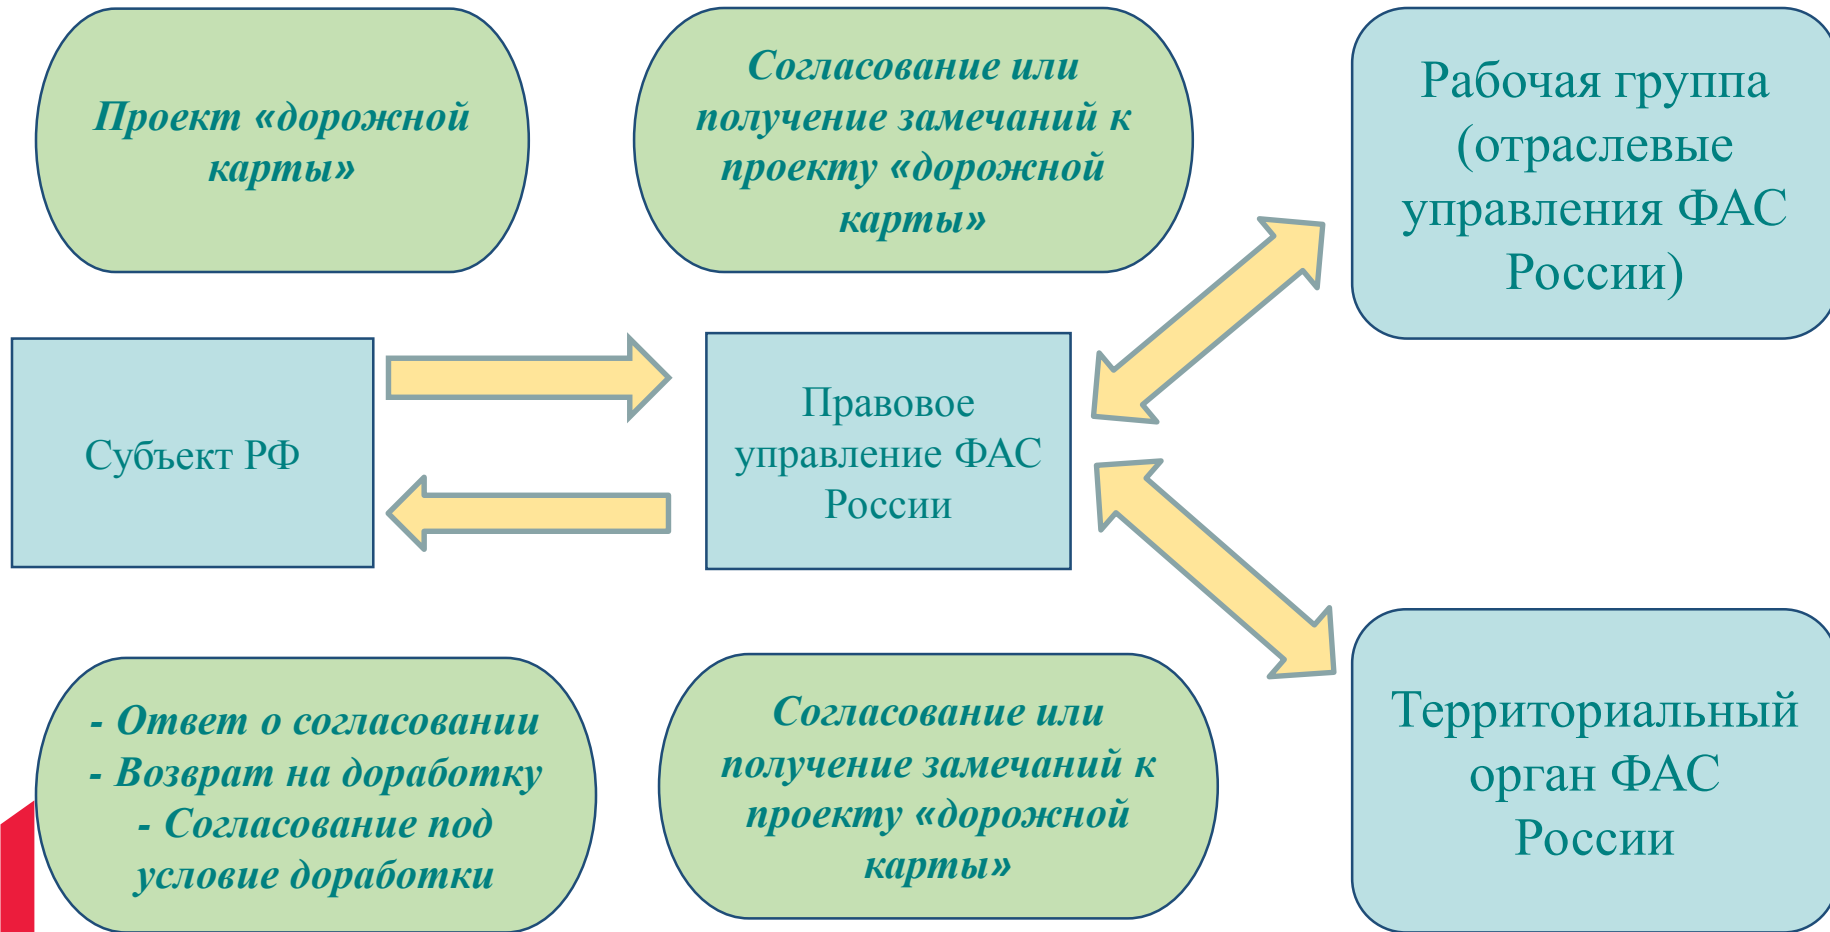 Проект «дорожной
карты»
Согласование или
получение замечаний к
проекту «дорожной
карты»
Рабочая группа
(отраслевые
управления ФАС
России)
Субъект РФ
Правовое
управление ФАС
России
- Ответ о согласовании
- Возврат на доработку
- Согласование под
условие доработки
Согласование или
получение замечаний к
проекту «дорожной
карты»
Территориальный
орган ФАС
России